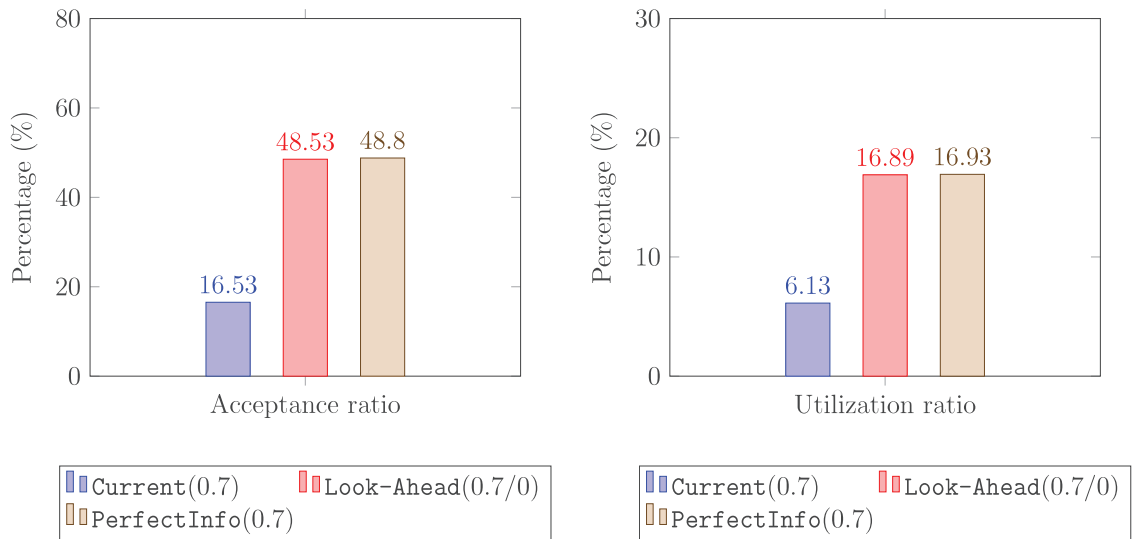 80
60
40
20
0
Percentage (%)
16.53
48.53
48.8
Acceptance ratio
Current(0.7)
Look-Ahead(0.7/0)
PerfectInfo(0.7)
30
20
10
0
Percentage (%)
6.13
16.89
16.93
Utilization ratio
Current(0.7)
Look-Ahead(0.7/0)
PerfectInfo(0.7)